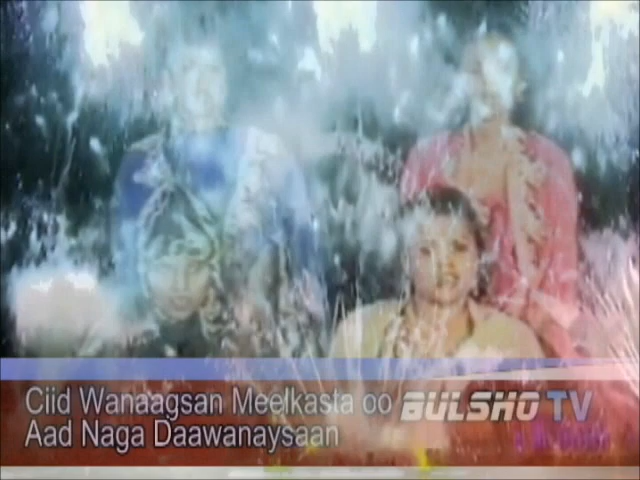 Ciid Wanaagsan Meelkasta oo
Aad Naga Daawanaysaan
BULSHO TV